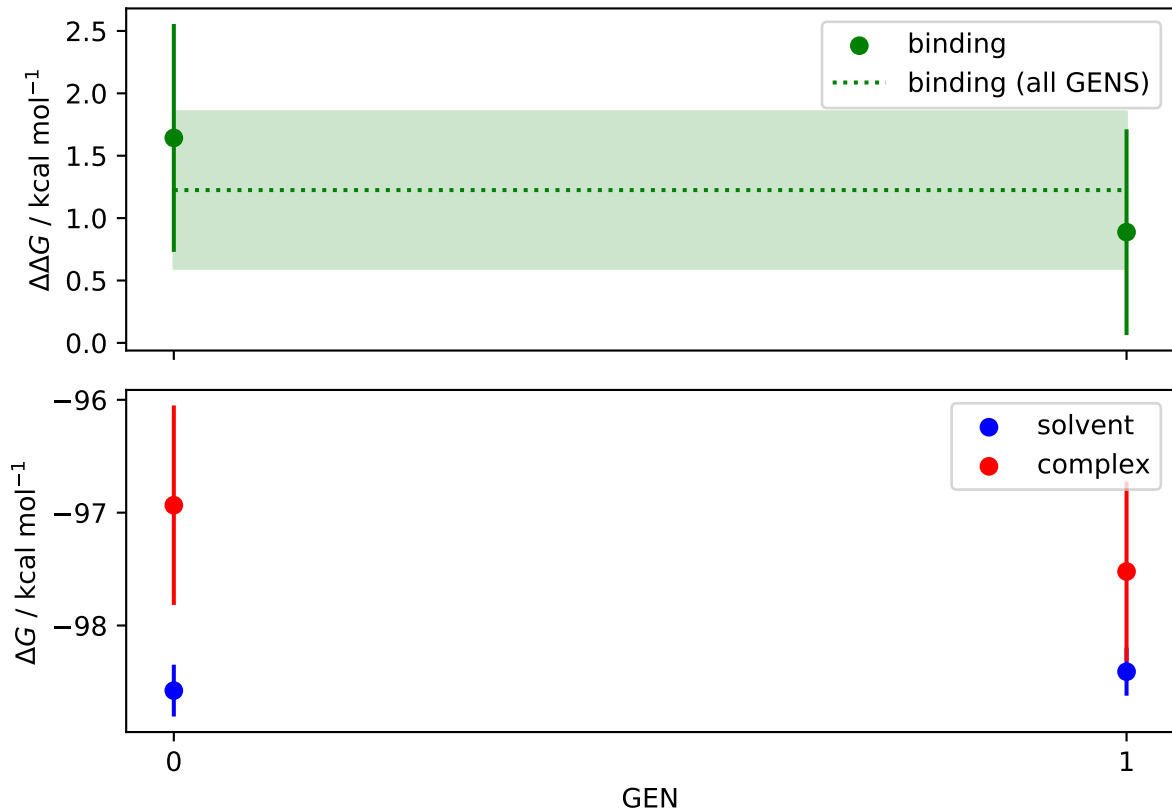 2.5
2.0
1.5
1.0
0.5
0.0
ΔΔG / kcal mol⁻¹
binding
binding (all GENS)
−96
−97
−98
ΔG / kcal mol⁻¹
solvent
complex
0
1
GEN